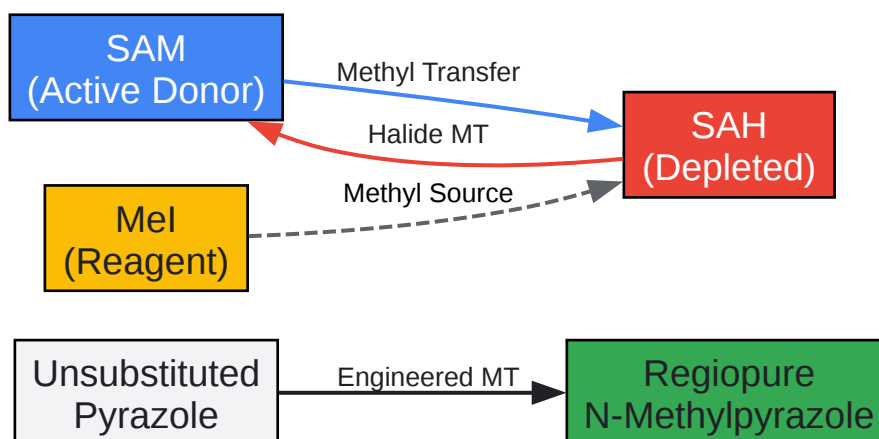 SAM
(Active Donor)
Methyl Transfer
Halide MT
SAH
(Depleted)
MeI
(Reagent)
Methyl Source
Unsubstituted
Pyrazole
Engineered MT
Regiopure
N-Methylpyrazole